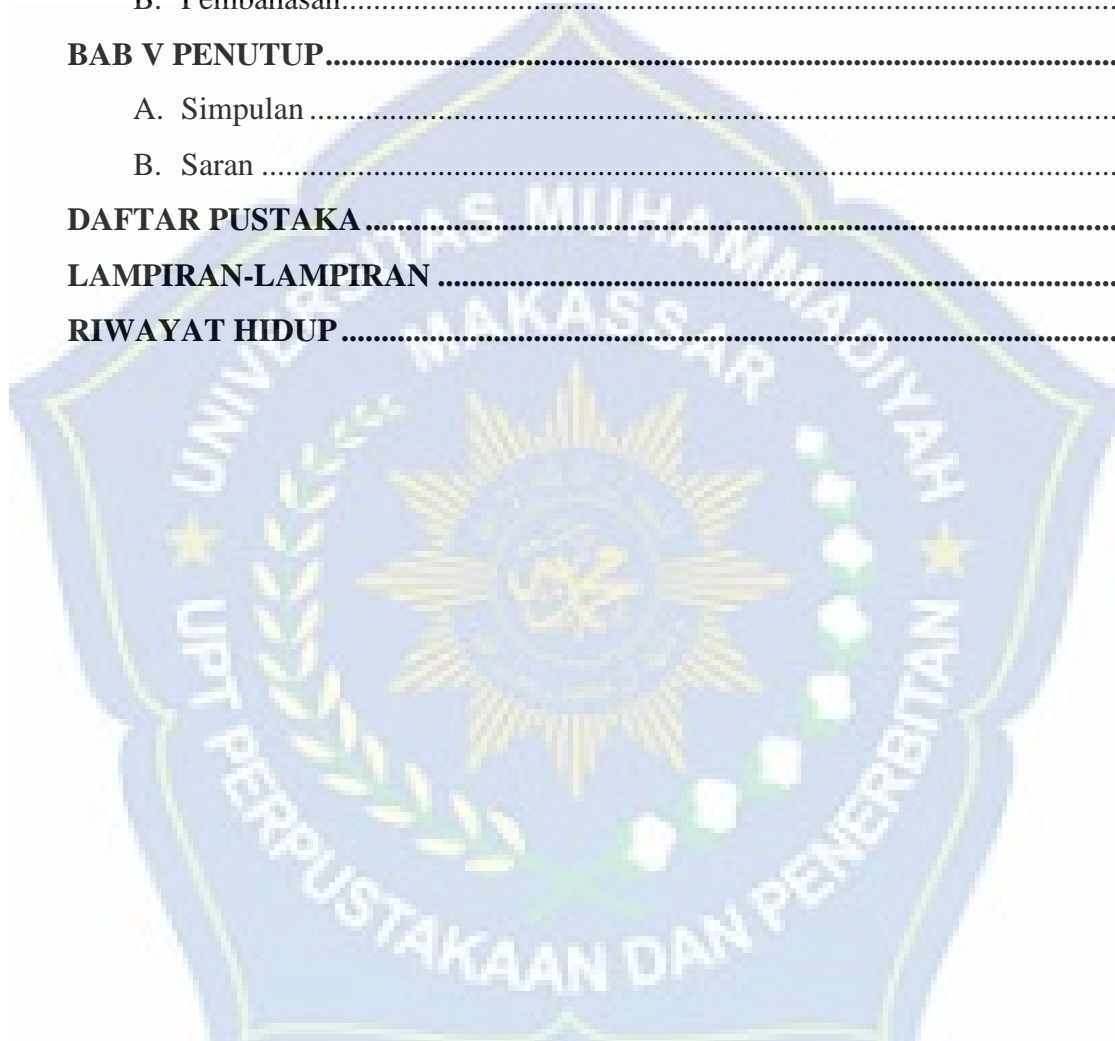 B. Pembahasan........................................................................
BAB V PENUTUP........................................................................
A. Simpulan ........................................................................
B. Saran ........................................................................
DAFTAR PUSTAKA ........................................................................
LAMPIRAN-LAMPIRAN ........................................................................
RIWAYAT HIDUP ........................................................................
UNIVERSITAS MUHAMMADIYAH
MAKASSAR
UPT PERPUSTAKAAN DAN PENERBITAN